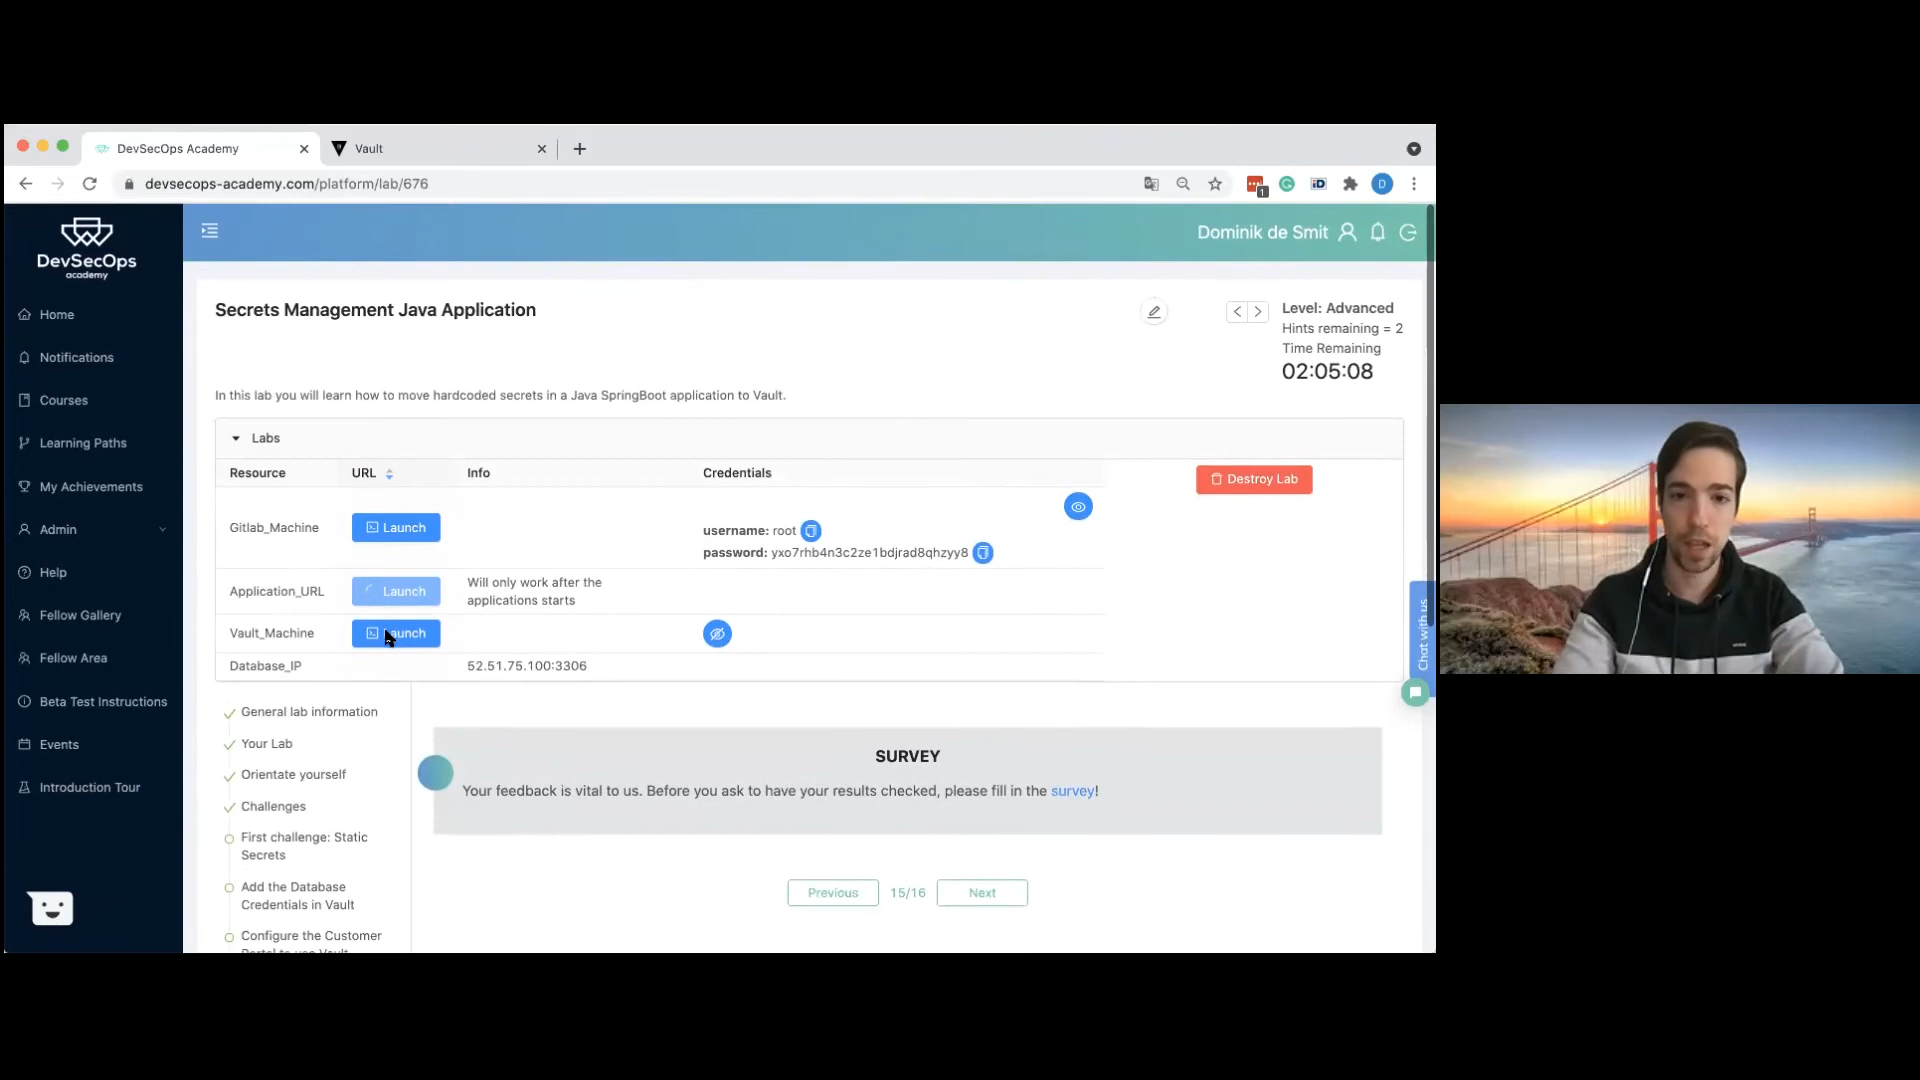 DevSecOps Academy
Vault
devsecops-academy.com/platform/lab/676
1
iD
D
DevSecOps
academy
Dominik de Smit
Home
Notifications
Courses
Learning Paths
My Achievements
Admin
Help
Fellow Gallery
Fellow Area
Beta Test Instructions
Events
Introduction Tour
Secrets Management Java Application
Level: Advanced
Hints remaining = 2
Time Remaining
02:05:08
In this lab you will learn how to move hardcoded secrets in a Java SpringBoot application to Vault.
Labs
Resource URL Info Credentials
Destroy Lab
Gitlab_Machine Launch
username: root
password: yxo7rhb4n3c2ze1bdjrad8qhzyy8
Application_URL Launch
Will only work after the
applications starts
Vault_Machine Launch
Database_IP 52.51.75.100:3306
Chat with us
General lab information
Your Lab
Orientate yourself
Challenges
First challenge: Static
Secrets
Add the Database
Credentials in Vault
Configure the Customer
Portal to use Vault
SURVEY
Your feedback is vital to us. Before you ask to have your results checked, please fill in the survey!
Previous 15/16 Next